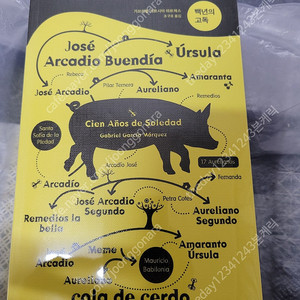 백년의
고독
José
Arcadio Buendía
Úrsula
Rebeca
Pilar Ternera
Amaranta
José Arcadio
Aureliano
Remedios
Cien Años de Soledad
Gabriel García Márquez
Santa
Sofía de la
Piedad
Arcadio José
17 Aurelianos
Arcadio
Fernanda
José Arcadio
Segundo
Petra Cotes
Remedios la
bella
Aureliano
Segundo
José
Arcadio
Meme
Amaranto
Úrsula
Mauricio
Babilonia
Aureliano
cola de cerdo